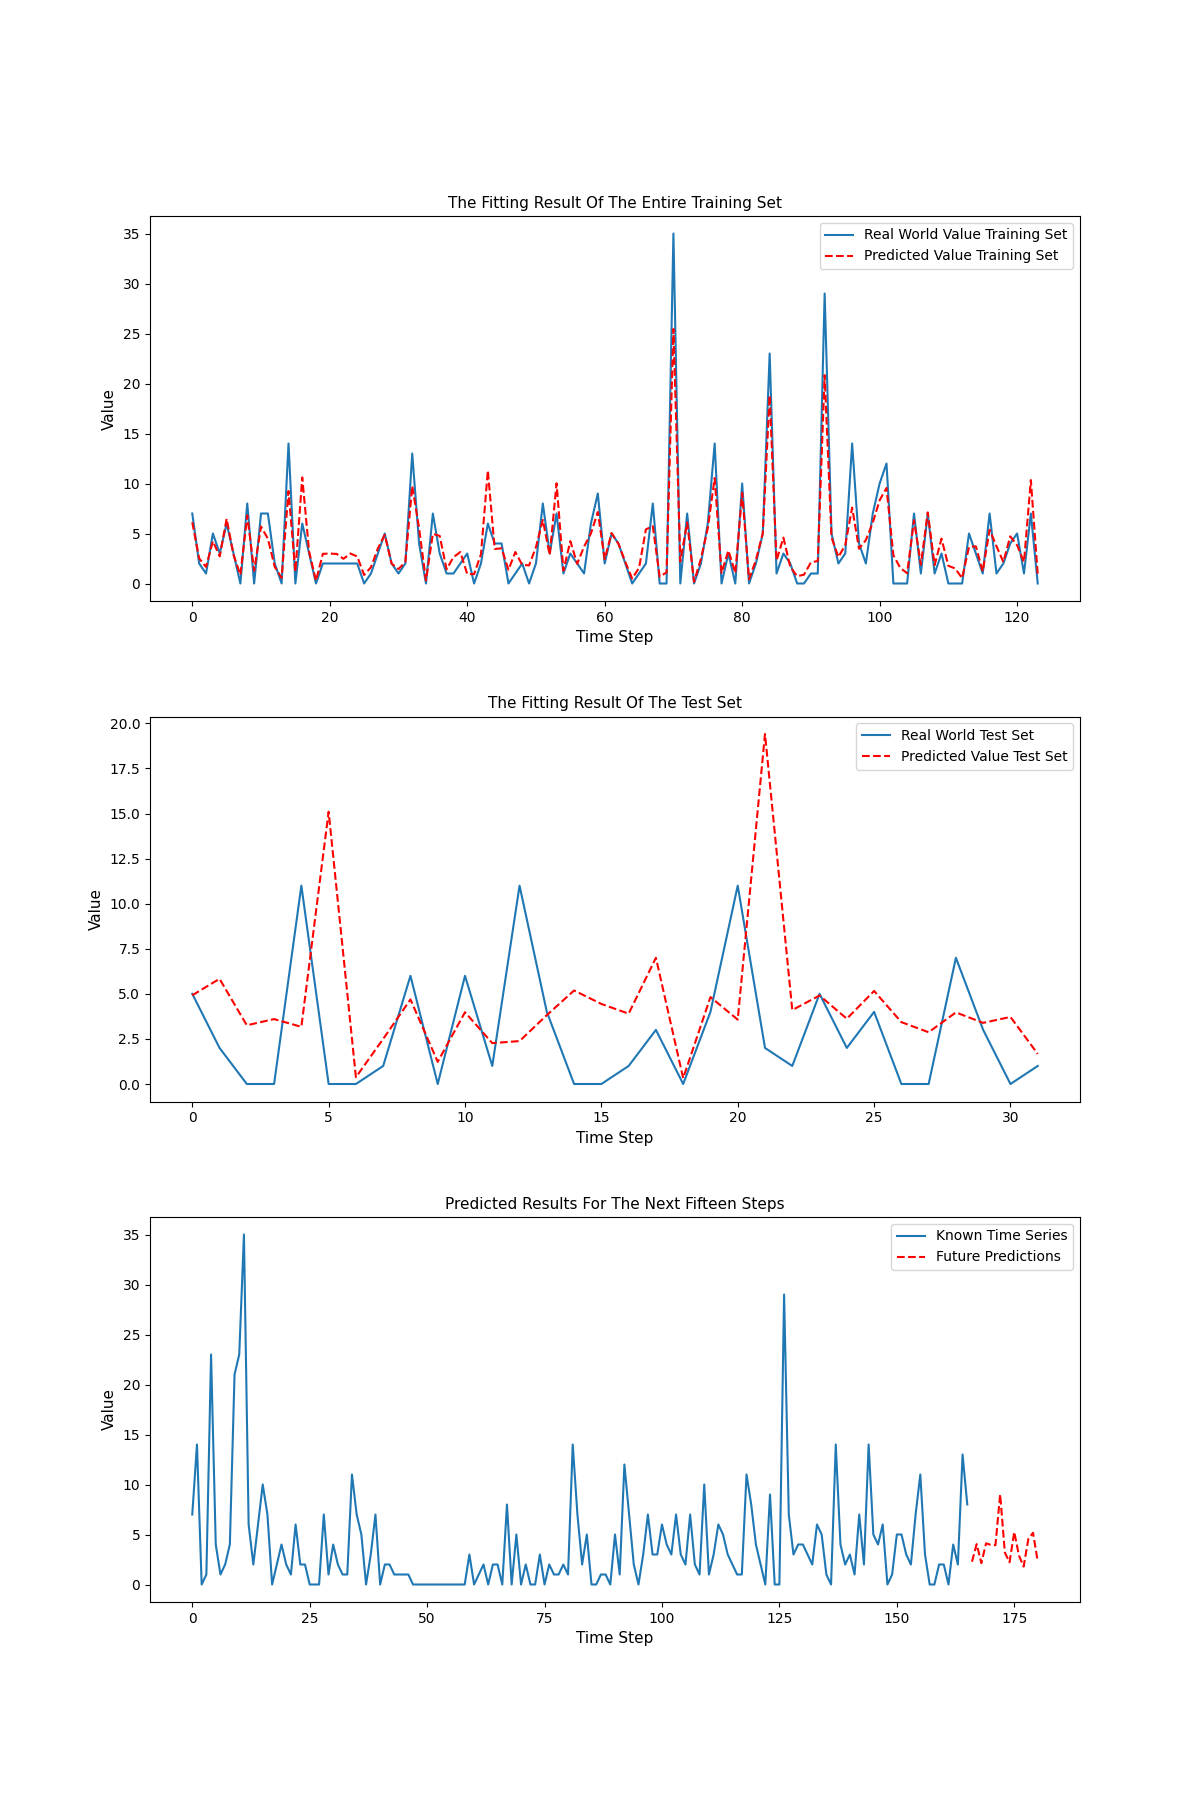 The Fitting Result Of The Entire Training Set
Value
35
30
25
20
15
10
5
0
Real World Value Training Set
Predicted Value Training Set
0 20 40 60 80 100 120
Time Step
The Fitting Result Of The Test Set
Value
20.0
17.5
15.0
12.5
10.0
7.5
5.0
2.5
0.0
Real World Test Set
Predicted Value Test Set
0 5 10 15 20 25 30
Time Step
Predicted Results For The Next Fifteen Steps
Value
35
30
25
20
15
10
5
0
Known Time Series
Future Predictions
0 25 50 75 100 125 150 175
Time Step